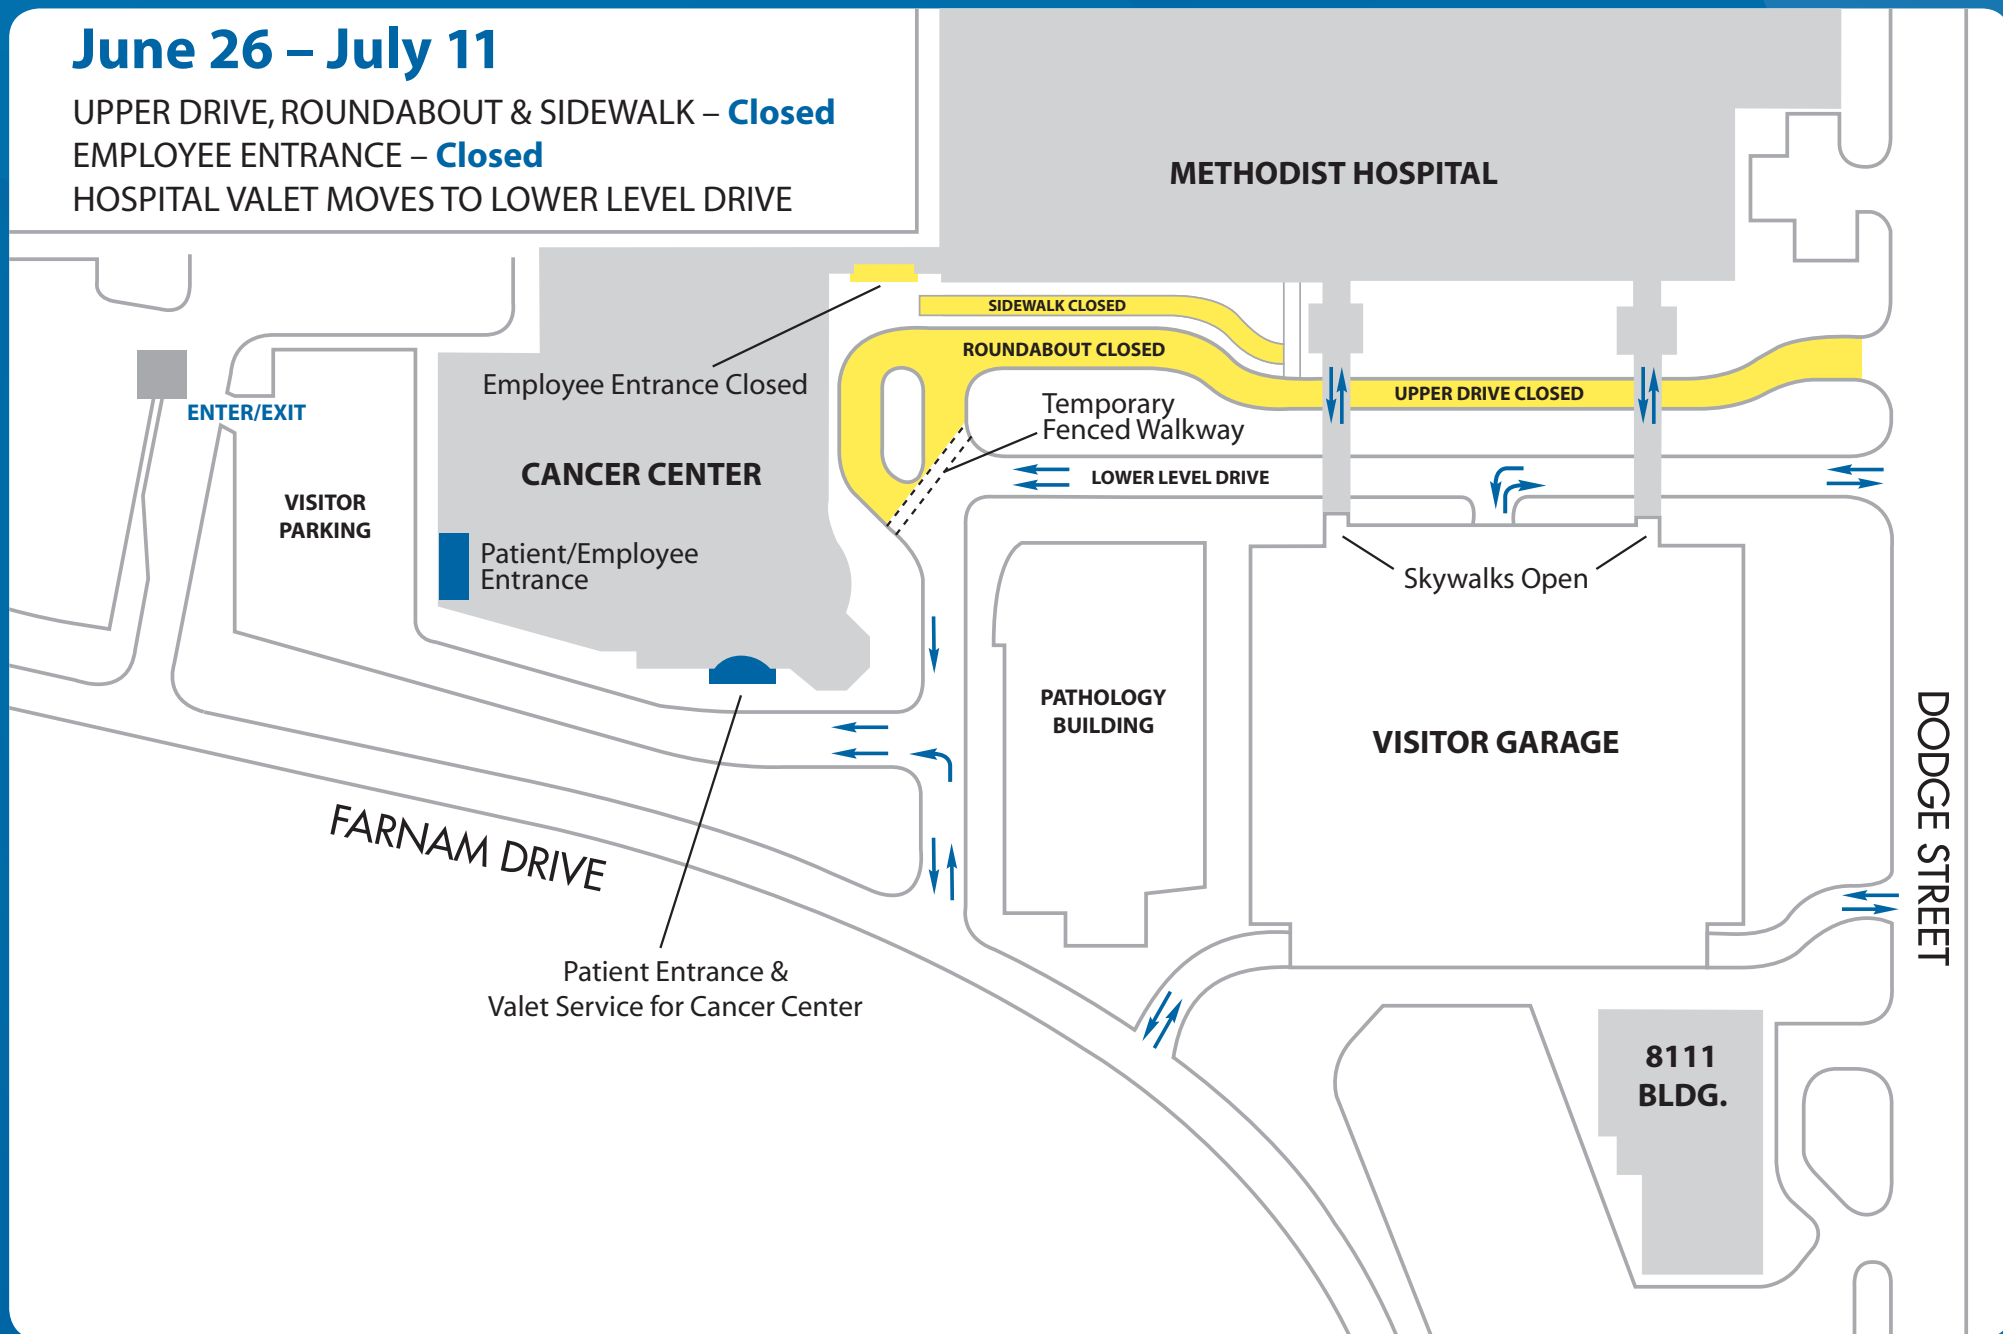 June 26 – July 11
UPPER DRIVE, ROUNDABOUT & SIDEWALK – Closed
EMPLOYEE ENTRANCE – Closed
HOSPITAL VALET MOVES TO LOWER LEVEL DRIVE
METHODIST HOSPITAL
SIDEWALK CLOSED
ROUNDABOUT CLOSED
Employee Entrance Closed
UPPER DRIVE CLOSED
ENTER/EXIT
Temporary
Fenced Walkway
CANCER CENTER
LOWER LEVEL DRIVE
VISITOR
PARKING
Patient/Employee
Entrance
Skywalks Open
PATHOLOGY
BUILDING
VISITOR GARAGE
DODGE STREET
FARNAM DRIVE
Patient Entrance &
Valet Service for Cancer Center
8111
BLDG.